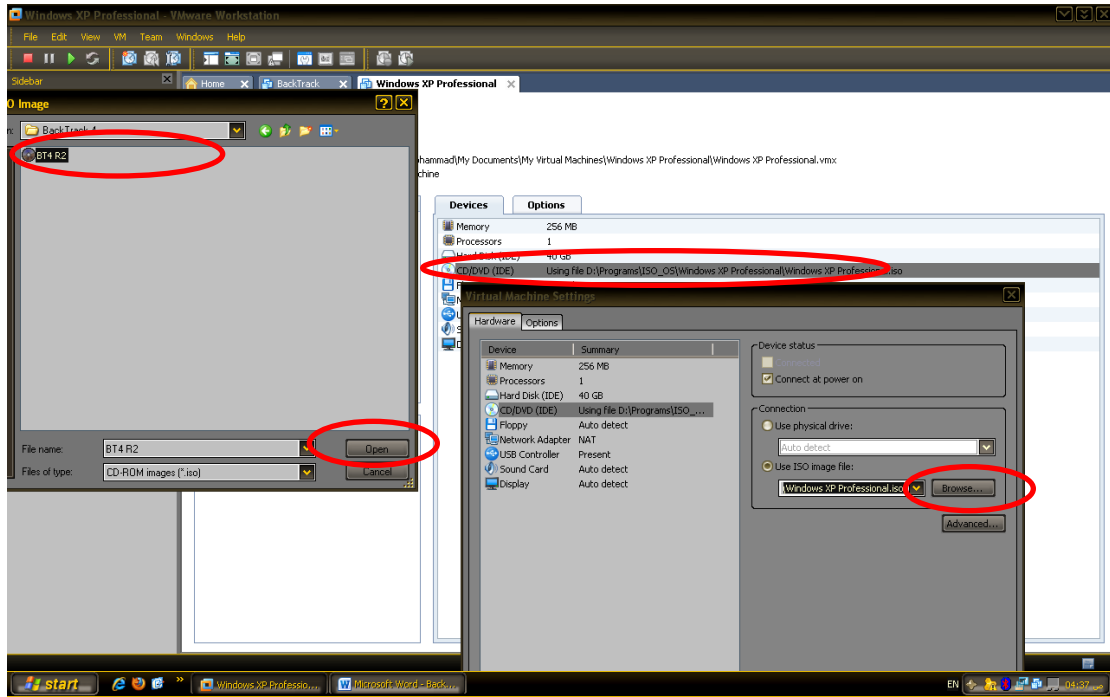 Windows XP Professional - VMware Workstation
File Edit View VM Team Windows Help
Sidebar
Home BackTrack Windows XP Professional
O Image
BackTrack 4
BT4 R2
ohammad\My Documents\My Virtual Machines\Windows XP Professional\Windows XP Professional.vmx
chine
Devices Options
Memory 256 MB
Processors 1
Hard Disk (IDE) 40 GB
CD/DVD (IDE) Using file D:\Programs\ISO_OS\Windows XP Professional\Windows XP Professional.iso
File name: BT4 R2 Open
Files of type: CD-ROM images (*.iso) Cancel
Virtual Machine Settings
Hardware Options
Device Summary
Memory 256 MB
Processors 1
Hard Disk (IDE) 40 GB
CD/DVD (IDE) Using file D:\Programs\ISO_...
Floppy Auto detect
Network Adapter NAT
USB Controller Present
Sound Card Auto detect
Display Auto detect
Device status
Connected
Connect at power on
Connection
Use physical drive:
Auto detect
Use ISO image file:
\Windows XP Professional.iso Browse...
Advanced...
start Windows XP Professio... Microsoft Word - Back... EN 04:37